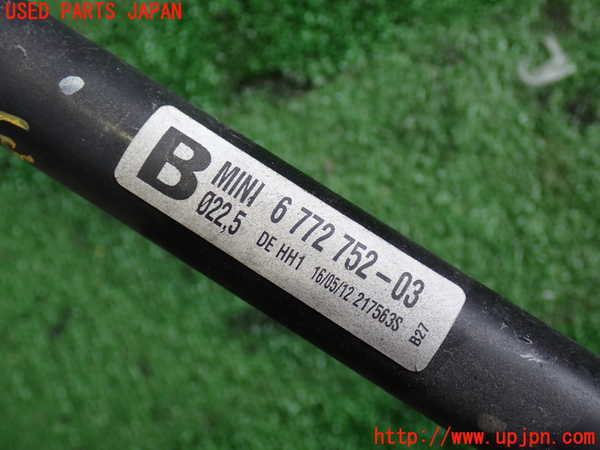 USED PARTS JAPAN
B MINI 6 772 752-03
Ø22,5 DE HH1 16/05/12 217563S B27
http://www.upjpn.com/